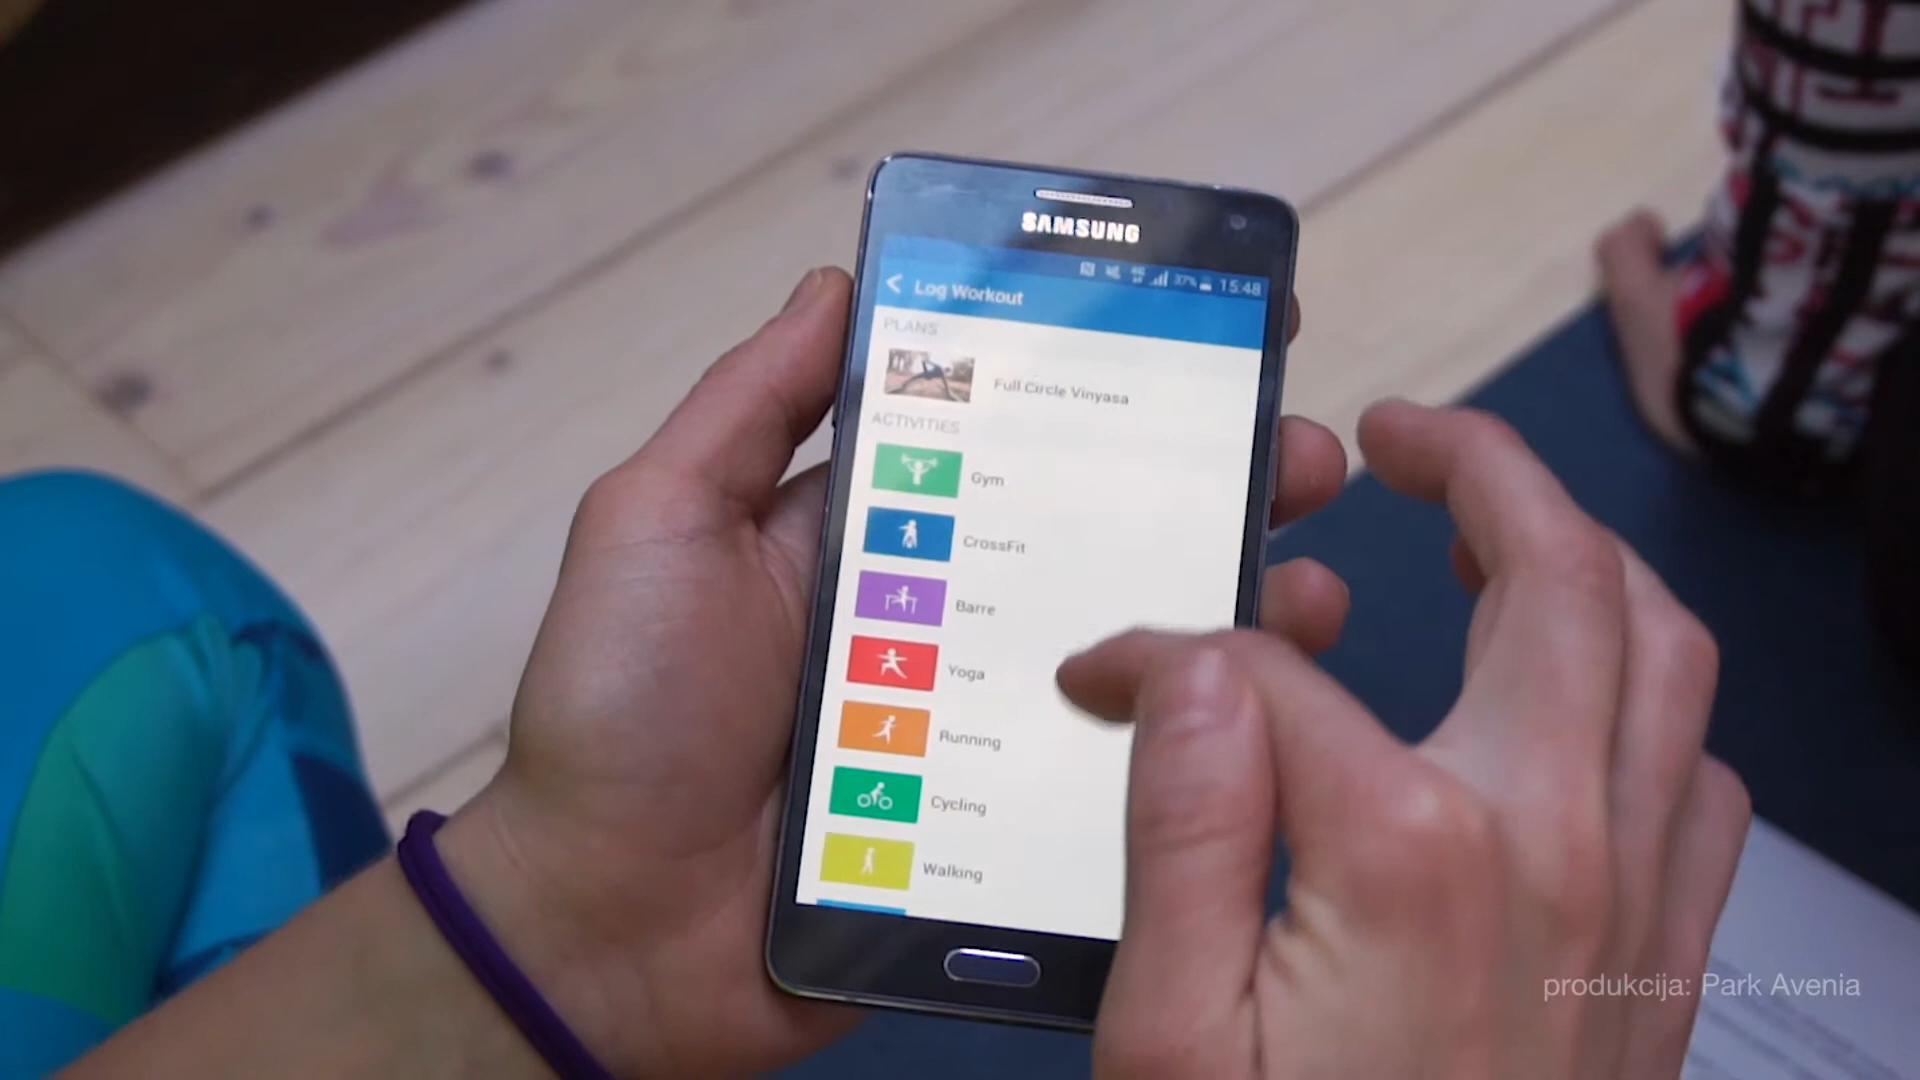 SAMSUNG
37% 15:48
Log Workout
PLANS
Full Circle Vinyasa
ACTIVITIES
Gym
CrossFit
Barre
Yoga
Running
Cycling
Walking
produkcija: Park Avenia